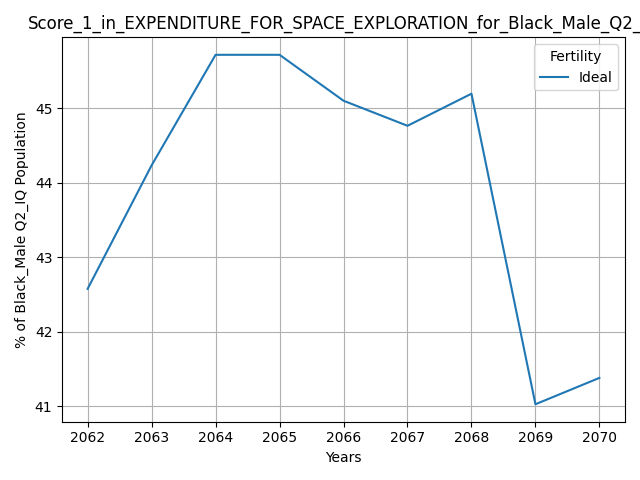 Score_1_in_EXPENDITURE_FOR_SPACE_EXPLORATION_for_Black_Male_Q2_
Fertility
Ideal
45
44
43
42
41
% of Black_Male Q2_IQ Population
2062 2063 2064 2065 2066 2067 2068 2069 2070
Years